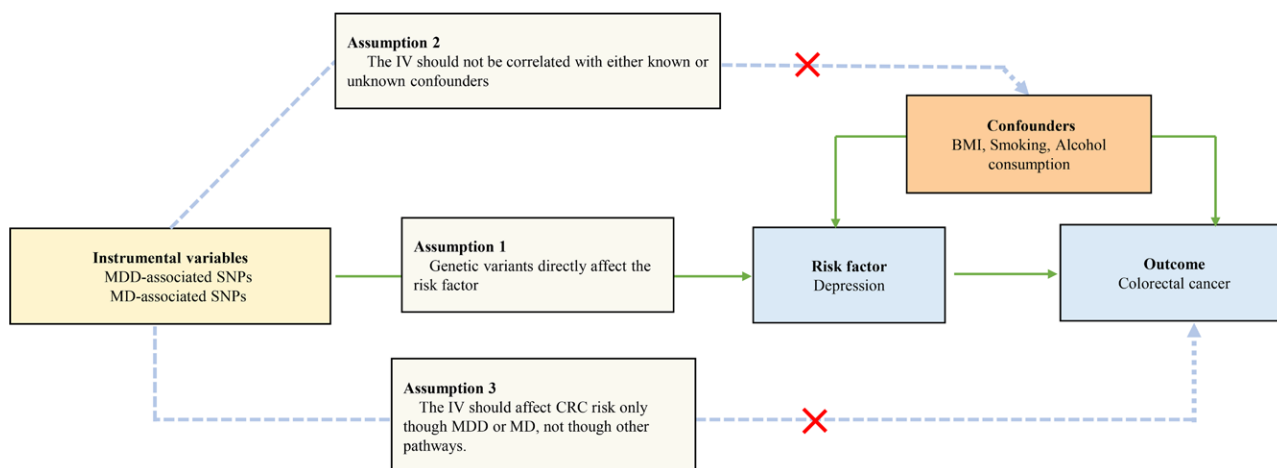 Assumption 2
The IV should not be correlated with either known or
unknown confounders
Confounders
BMI, Smoking, Alcohol
consumption
Instrumental variables
MDD-associated SNPs
MD-associated SNPs
Assumption 1
Genetic variants directly affect the
risk factor
Risk factor
Depression
Outcome
Colorectal cancer
Assumption 3
The IV should affect CRC risk only
though MDD or MD, not though other
pathways.